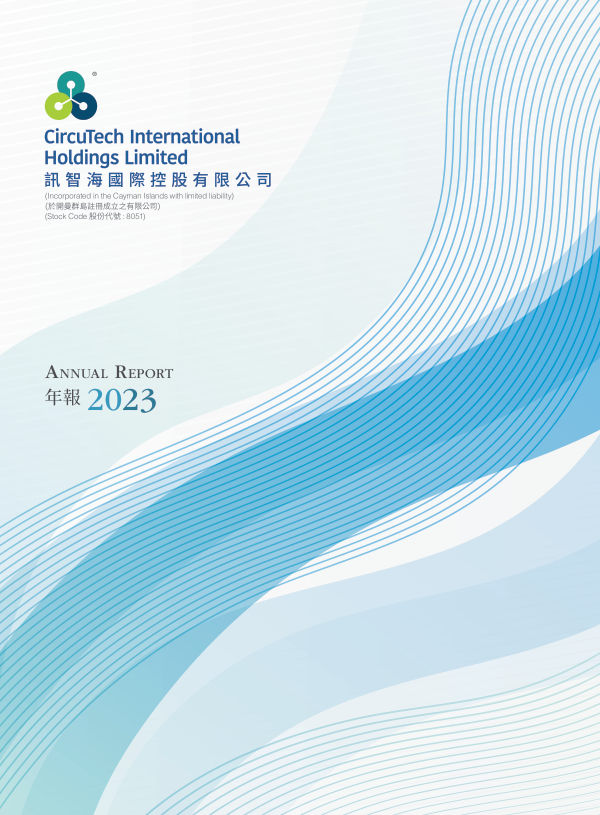 ®
CircuTech International
Holdings Limited
訊智海國際控股有限公司
(Incorporated in the Cayman Islands with limited liability)
(於開曼群島註冊成立之有限公司)
(Stock Code 股份代號 : 8051)
ANNUAL REPORT
年報 2023